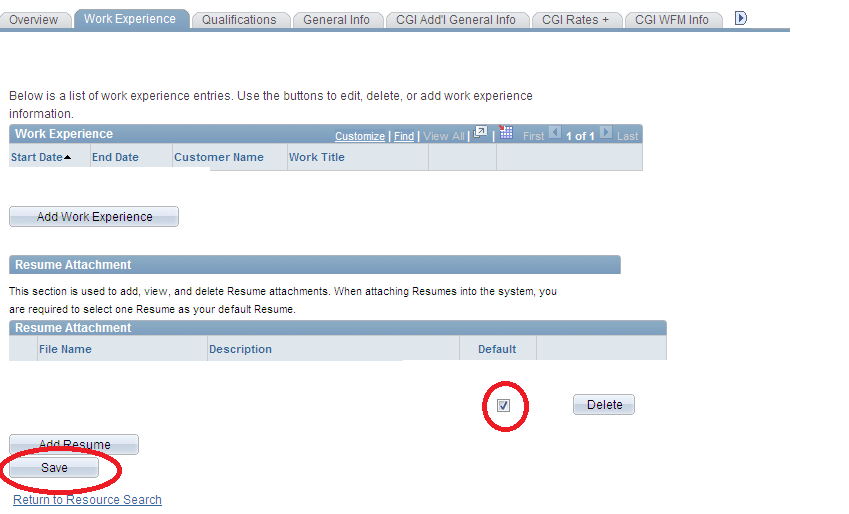 Overview Work Experience Qualifications General Info CGI Add'l General Info CGI Rates + CGI WFM Info
Below is a list of work experience entries. Use the buttons to edit, delete, or add work experience
information.
Work Experience Customize | Find | View All | | First 1 of 1 Last
Start Date End Date Customer Name Work Title
Add Work Experience
Resume Attachment
This section is used to add, view, and delete Resume attachments. When attaching Resumes into the system, you
are required to select one Resume as your default Resume.
Resume Attachment
File Name Description Default
Delete
Add Resume
Save
Return to Resource Search